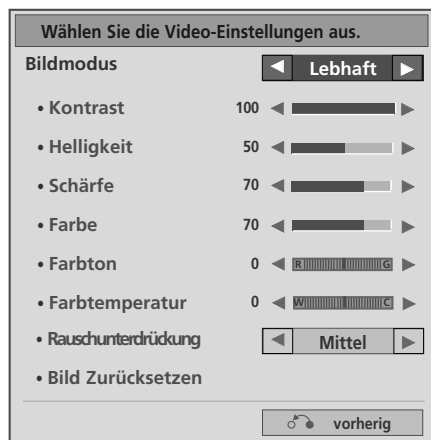 Wählen Sie die Video-Einstellungen aus.
Bildmodus ◄ Lebhaft ►
• Kontrast 100 ◄ ►
• Helligkeit 50 ◄ ►
• Schärfe 70 ◄ ►
• Farbe 70 ◄ ►
• Farbton 0 ◄ R G ►
• Farbtemperatur 0 ◄ W C ►
• Rauschunterdrückung ◄ Mittel ►
• Bild Zurücksetzen
vorherig